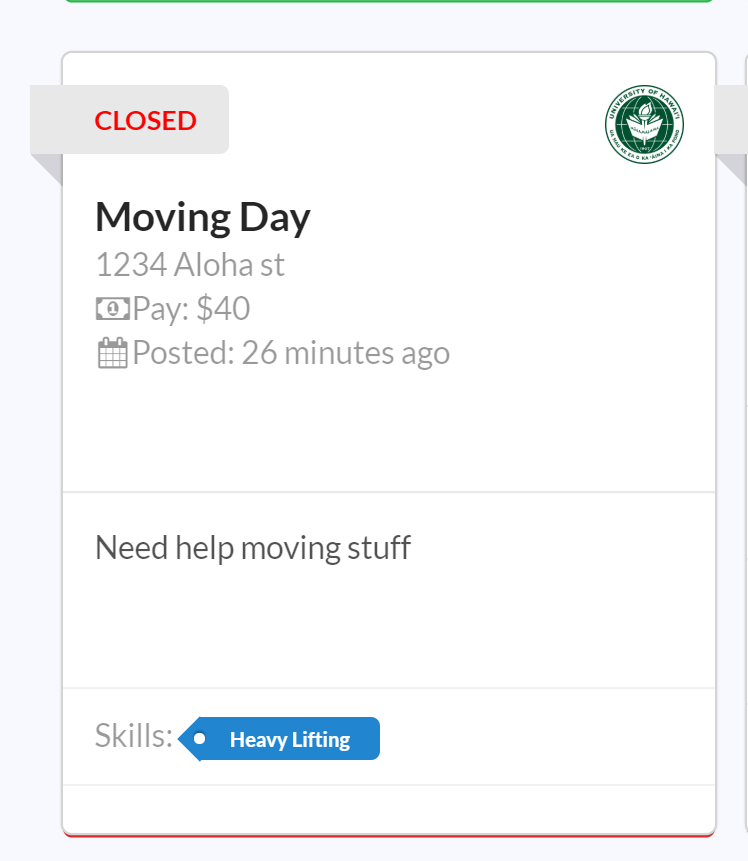 CLOSED
UNIVERSITY OF HAWAI'I
Moving Day
1234 Aloha st
Pay: $40
Posted: 26 minutes ago
Need help moving stuff
Skills: Heavy Lifting